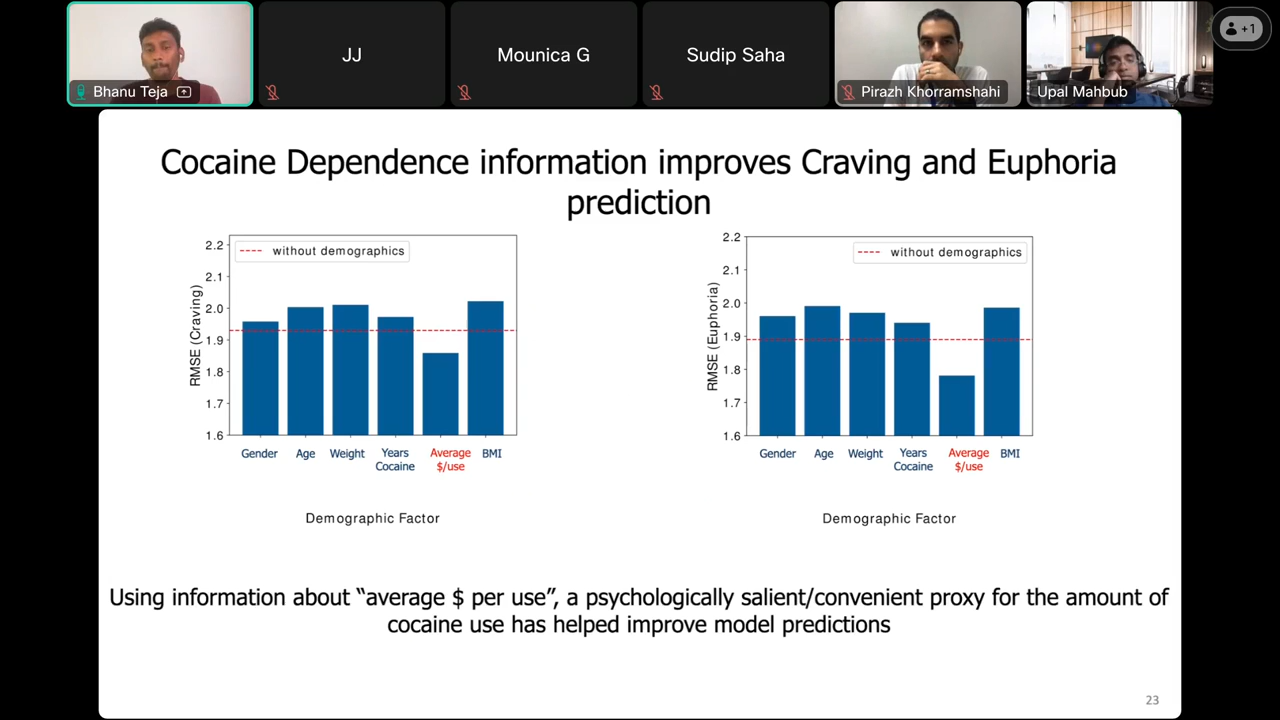 Bhanu Teja
JJ
Mounica G
Sudip Saha
Pirazh Khorramshahi
Upal Mahbub
+1
Cocaine Dependence information improves Craving and Euphoria
prediction
without demographics
2.2
2.1
2.0
1.9
1.8
1.7
1.6
RMSE (Craving)
Gender Age Weight Years Cocaine Average $/use BMI
Demographic Factor
without demographics
2.2
2.1
2.0
1.9
1.8
1.7
1.6
RMSE (Euphoria)
Gender Age Weight Years Cocaine Average $/use BMI
Demographic Factor
Using information about “average $ per use”, a psychologically salient/convenient proxy for the amount of
cocaine use has helped improve model predictions
23